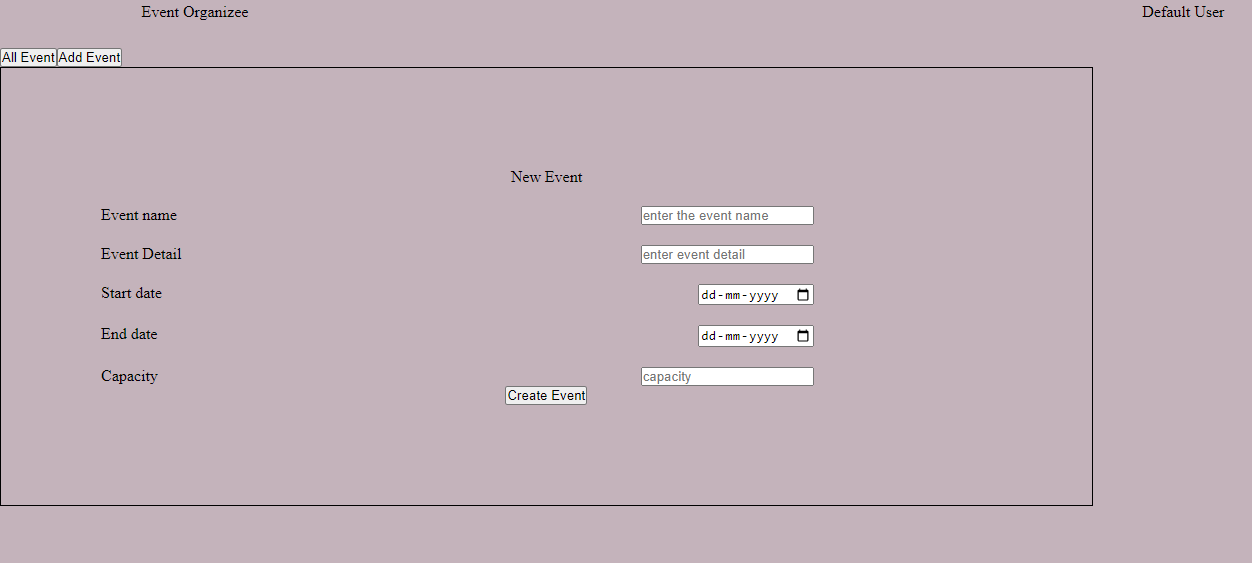 Event Organizee Default User
All Event Add Event
New Event
Event name enter the event name
Event Detail enter event detail
Start date dd-mm-yyyy
End date dd-mm-yyyy
Capacity capacity
Create Event